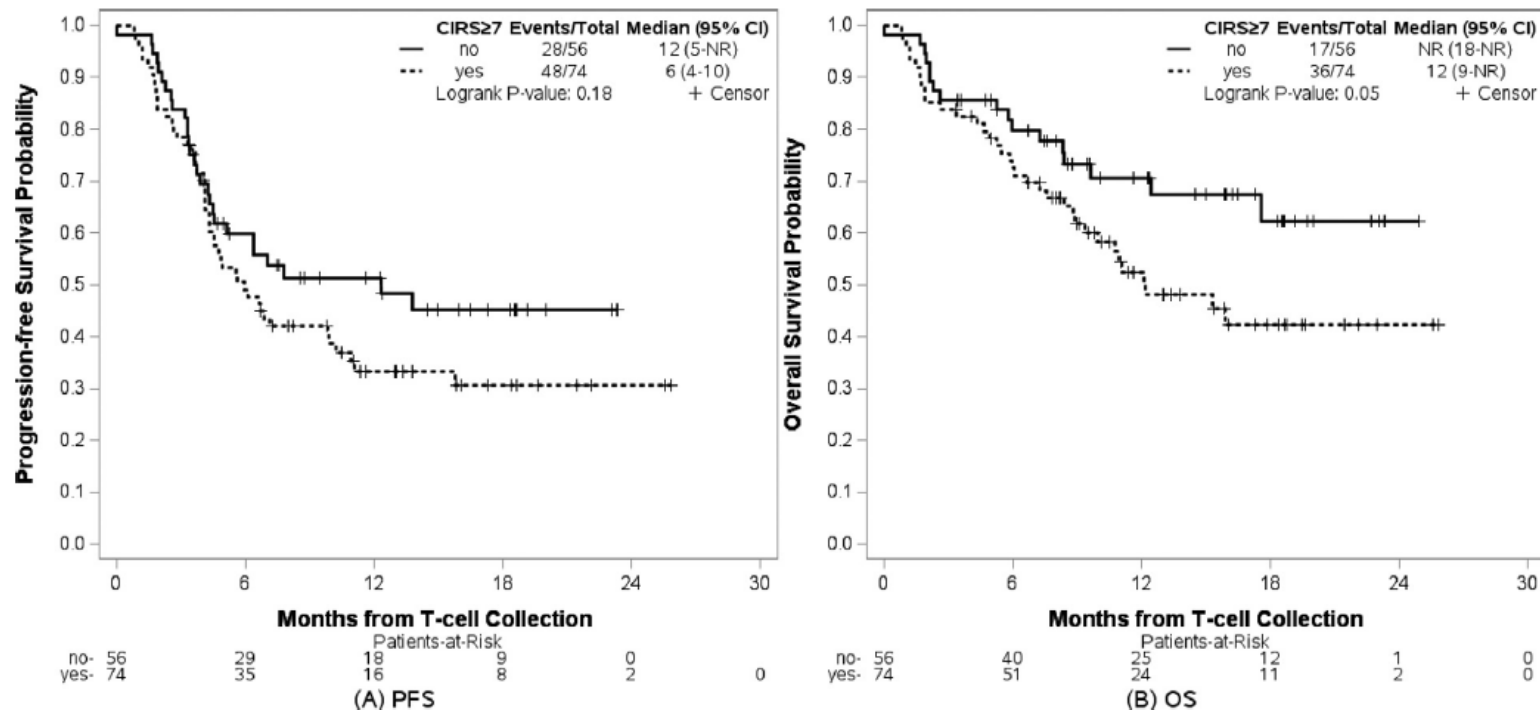 CIRS≥7 Events/Total Median (95% CI)
no 28/56 12 (5-NR)
yes 48/74 6 (4-10)
Logrank P-value: 0.18 + Censor
Progression-free Survival Probability
1.0
0.9
0.8
0.7
0.6
0.5
0.4
0.3
0.2
0.1
0.0
0 6 12 18 24 30
Months from T-cell Collection
Patients-at-Risk
no- 56 29 18 9 0
yes- 74 35 16 8 2 0
(A) PFS
CIRS≥7 Events/Total Median (95% CI)
no 17/56 NR (18-NR)
yes 36/74 12 (9-NR)
Logrank P-value: 0.05 + Censor
Overall Survival Probability
1.0
0.9
0.8
0.7
0.6
0.5
0.4
0.3
0.2
0.1
0.0
0 6 12 18 24 30
Months from T-cell Collection
Patients-at-Risk
no- 56 40 25 12 1 0
yes- 74 51 24 11 2 0
(B) OS